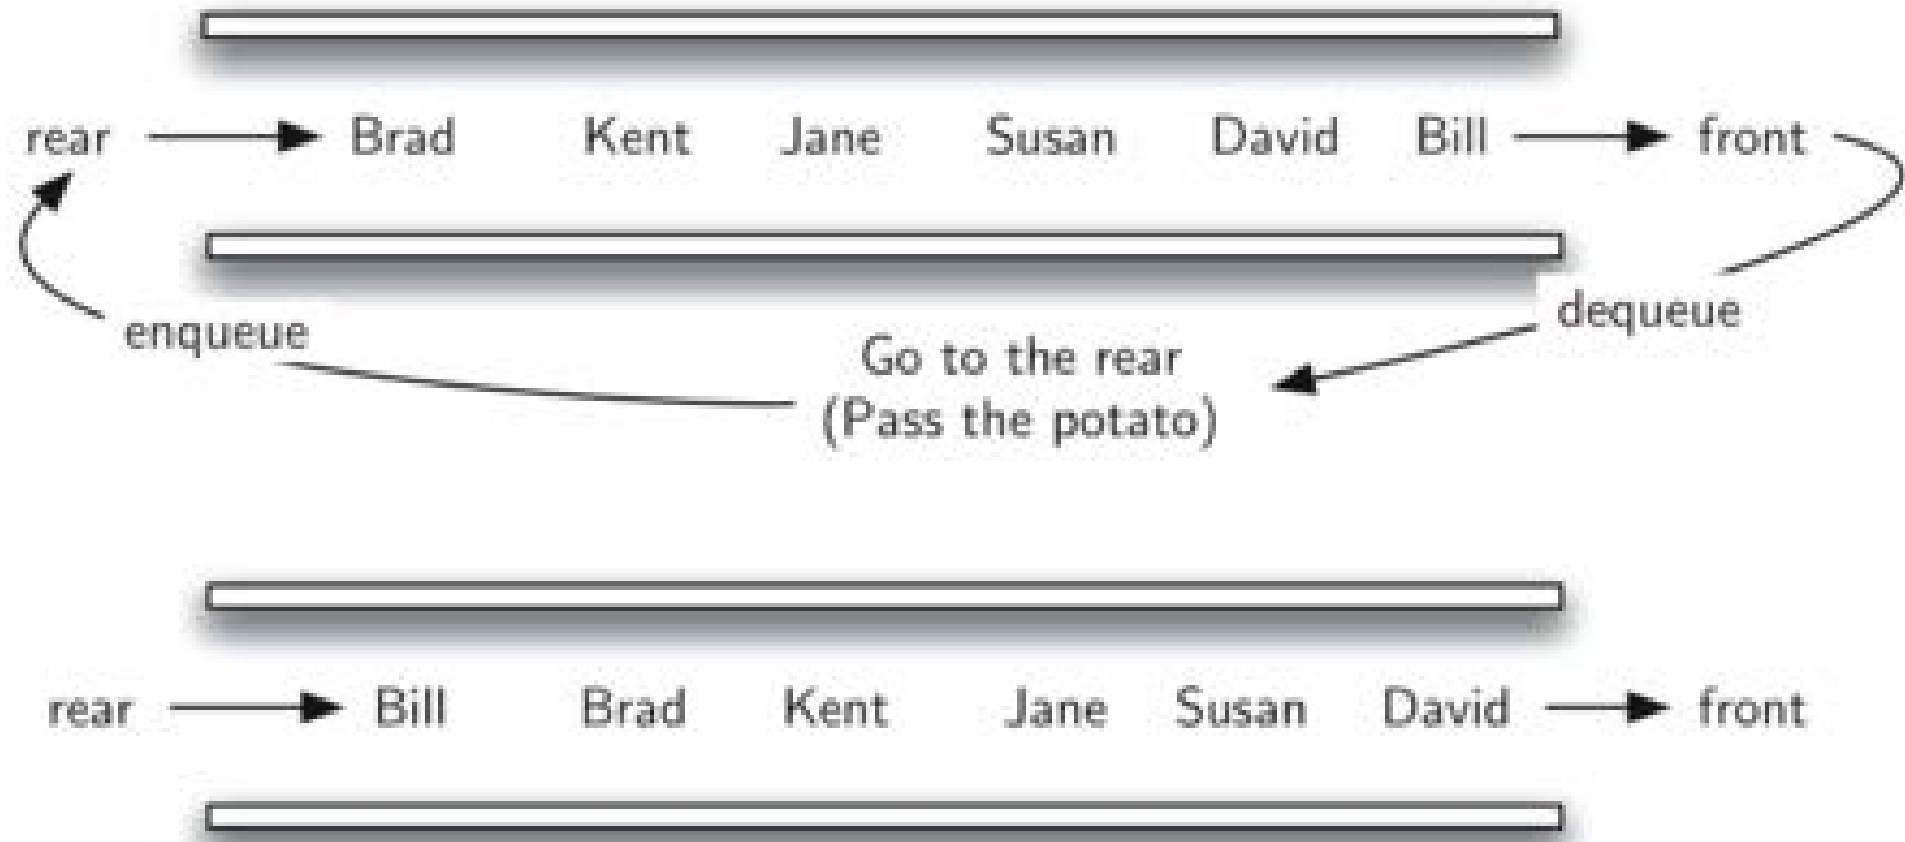 rear Brad Kent Jane Susan David Bill front
enqueue
dequeue
Go to the rear
(Pass the potato)
rear Bill Brad Kent Jane Susan David front